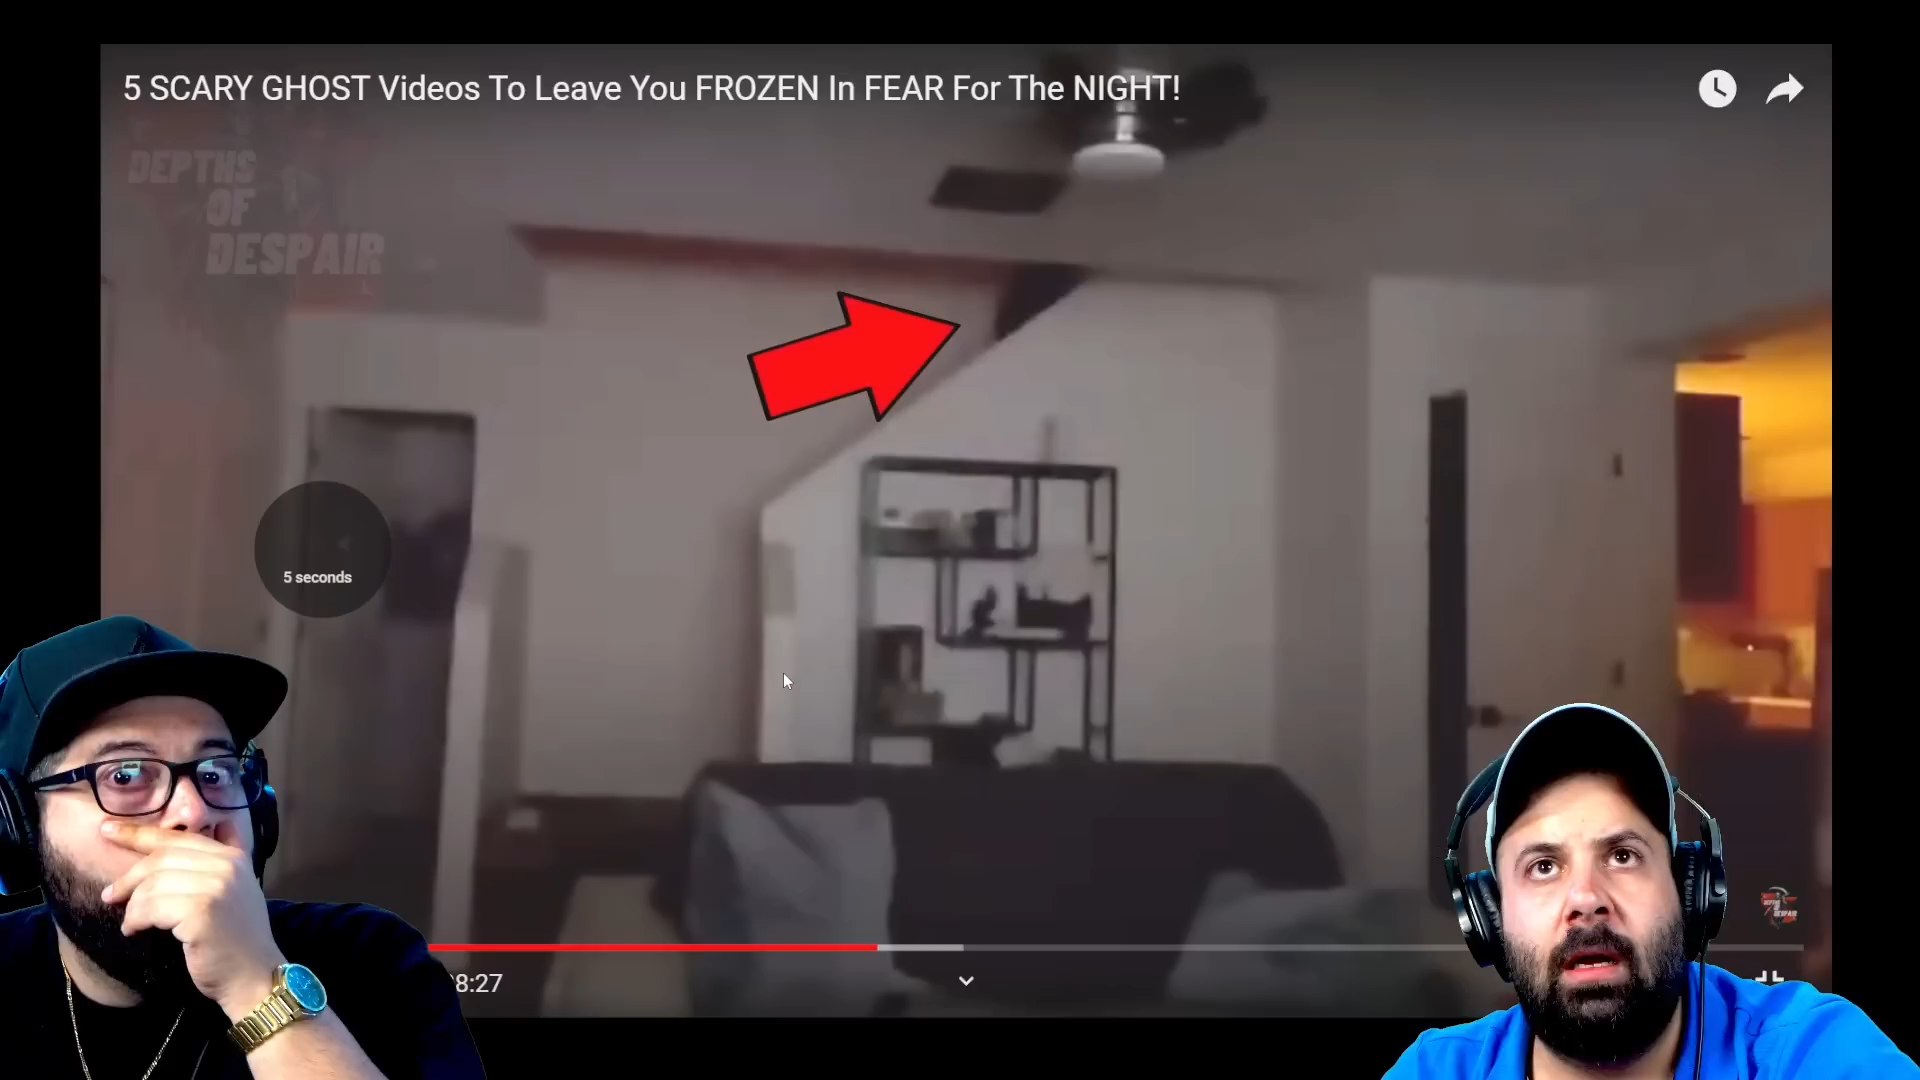 5 SCARY GHOST Videos To Leave You FROZEN In FEAR For The NIGHT!
DEPTHS
OF
DESPAIR
5 seconds
8:27